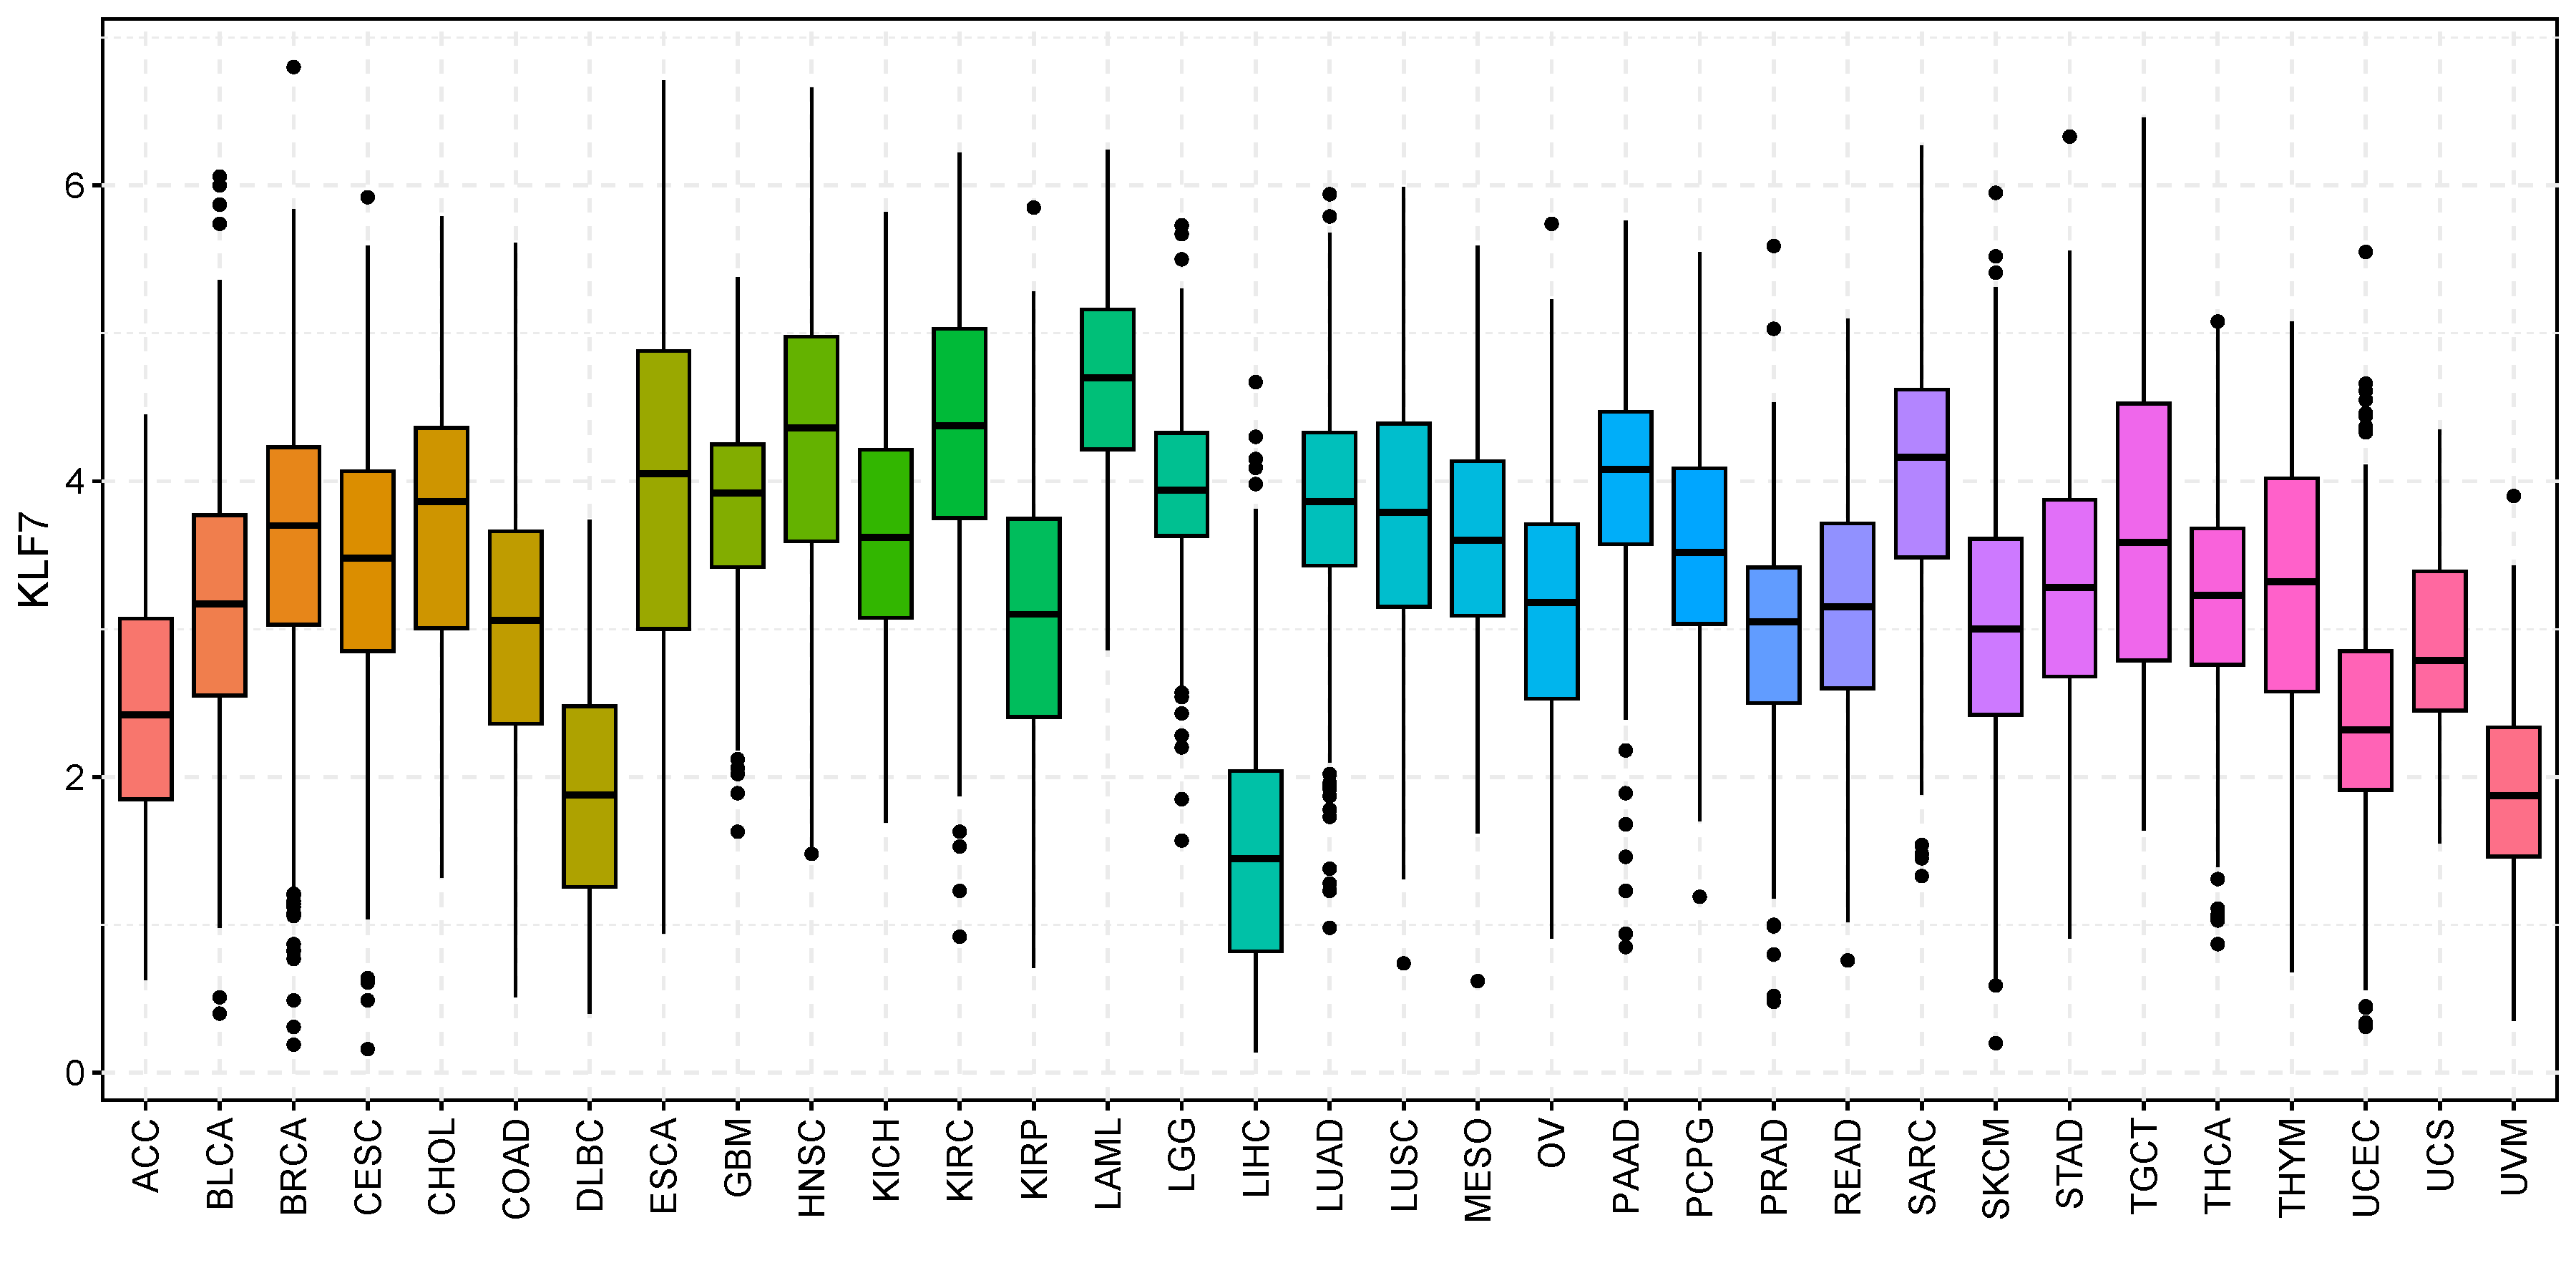 KLF7
6
4
2
0
ACC BLCA BRCA CESC CHOL COAD DLBC ESCA GBM HNSC KICH KIRC KIRP LAML LGG LIHC LUAD LUSC MESO OV PAAD PCPG PRAD READ SARC SKCM STAD TGCT THCA THYM UCEC UCS UVM